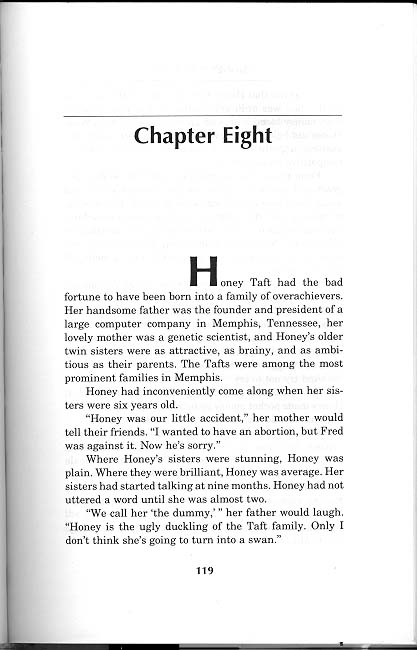 Chapter Eight
Honey Taft had the bad
fortune to have been born into a family of overachievers.
Her handsome father was the founder and president of a
large computer company in Memphis, Tennessee, her
lovely mother was a genetic scientist, and Honey's older
twin sisters were as attractive, as brainy, and as ambi-
tious as their parents. The Tafts were among the most
prominent families in Memphis.
Honey had inconveniently come along when her sis-
ters were six years old.
“Honey was our little accident,” her mother would
tell their friends. “I wanted to have an abortion, but Fred
was against it. Now he's sorry.”
Where Honey's sisters were stunning, Honey was
plain. Where they were brilliant, Honey was average. Her
sisters had started talking at nine months. Honey had not
uttered a word until she was almost two.
“We call her ‘the dummy,’ ” her father would laugh.
“Honey is the ugly duckling of the Taft family. Only I
don't think she's going to turn into a swan.”
119